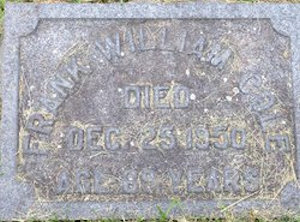 FRANK WILLIAM
DIED
DEC. 25 1950
AGE YEARS